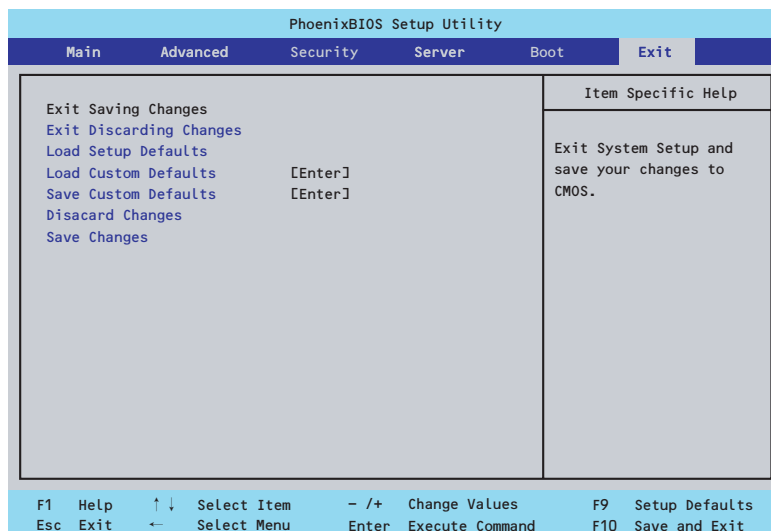 PhoenixBIOS Setup Utility
Main Advanced Security Server Boot Exit
Item Specific Help
Exit Saving Changes
Exit Discarding Changes
Load Setup Defaults
Load Custom Defaults [Enter]
Save Custom Defaults [Enter]
Disacard Changes
Save Changes
Exit System Setup and
save your changes to
CMOS.
F1 Help ↑↓ Select Item - /+ Change Values F9 Setup Defaults
Esc Exit ← Select Menu Enter Execute Command F10 Save and Exit